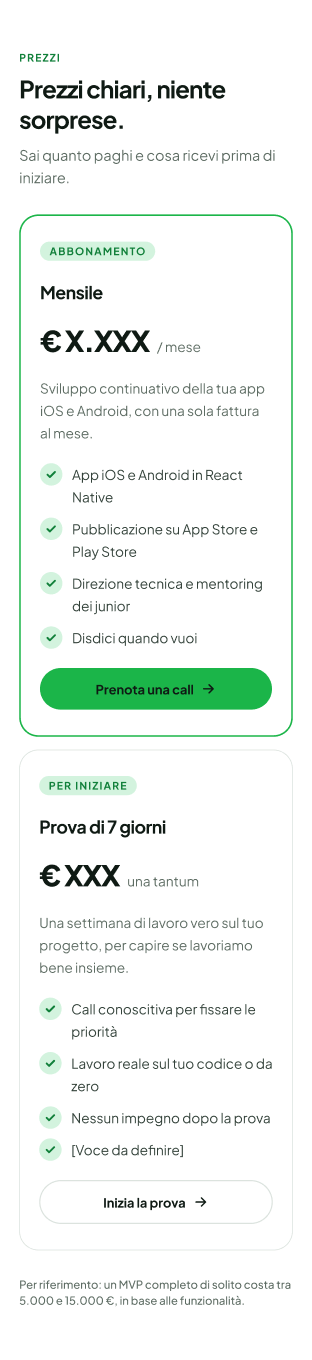 PREZZI
Prezzi chiari, niente
sorprese.
Sai quanto paghi e cosa ricevi prima di
iniziare.
ABBONAMENTO
Mensile
€ X.XXX / mese
Sviluppo continuativo della tua app
iOS e Android, con una sola fattura
al mese.
App iOS e Android in React
Native
Pubblicazione su App Store e
Play Store
Direzione tecnica e mentoring
dei junior
Disdici quando vuoi
Prenota una call →
PER INIZIARE
Prova di 7 giorni
€ XXX una tantum
Una settimana di lavoro vero sul tuo
progetto, per capire se lavoriamo
bene insieme.
Call conoscitiva per fissare le
priorità
Lavoro reale sul tuo codice o da
zero
Nessun impegno dopo la prova
[Voce da definire]
Inizia la prova →
Per riferimento: un MVP completo di solito costa tra
5.000 e 15.000 €, in base alle funzionalità.